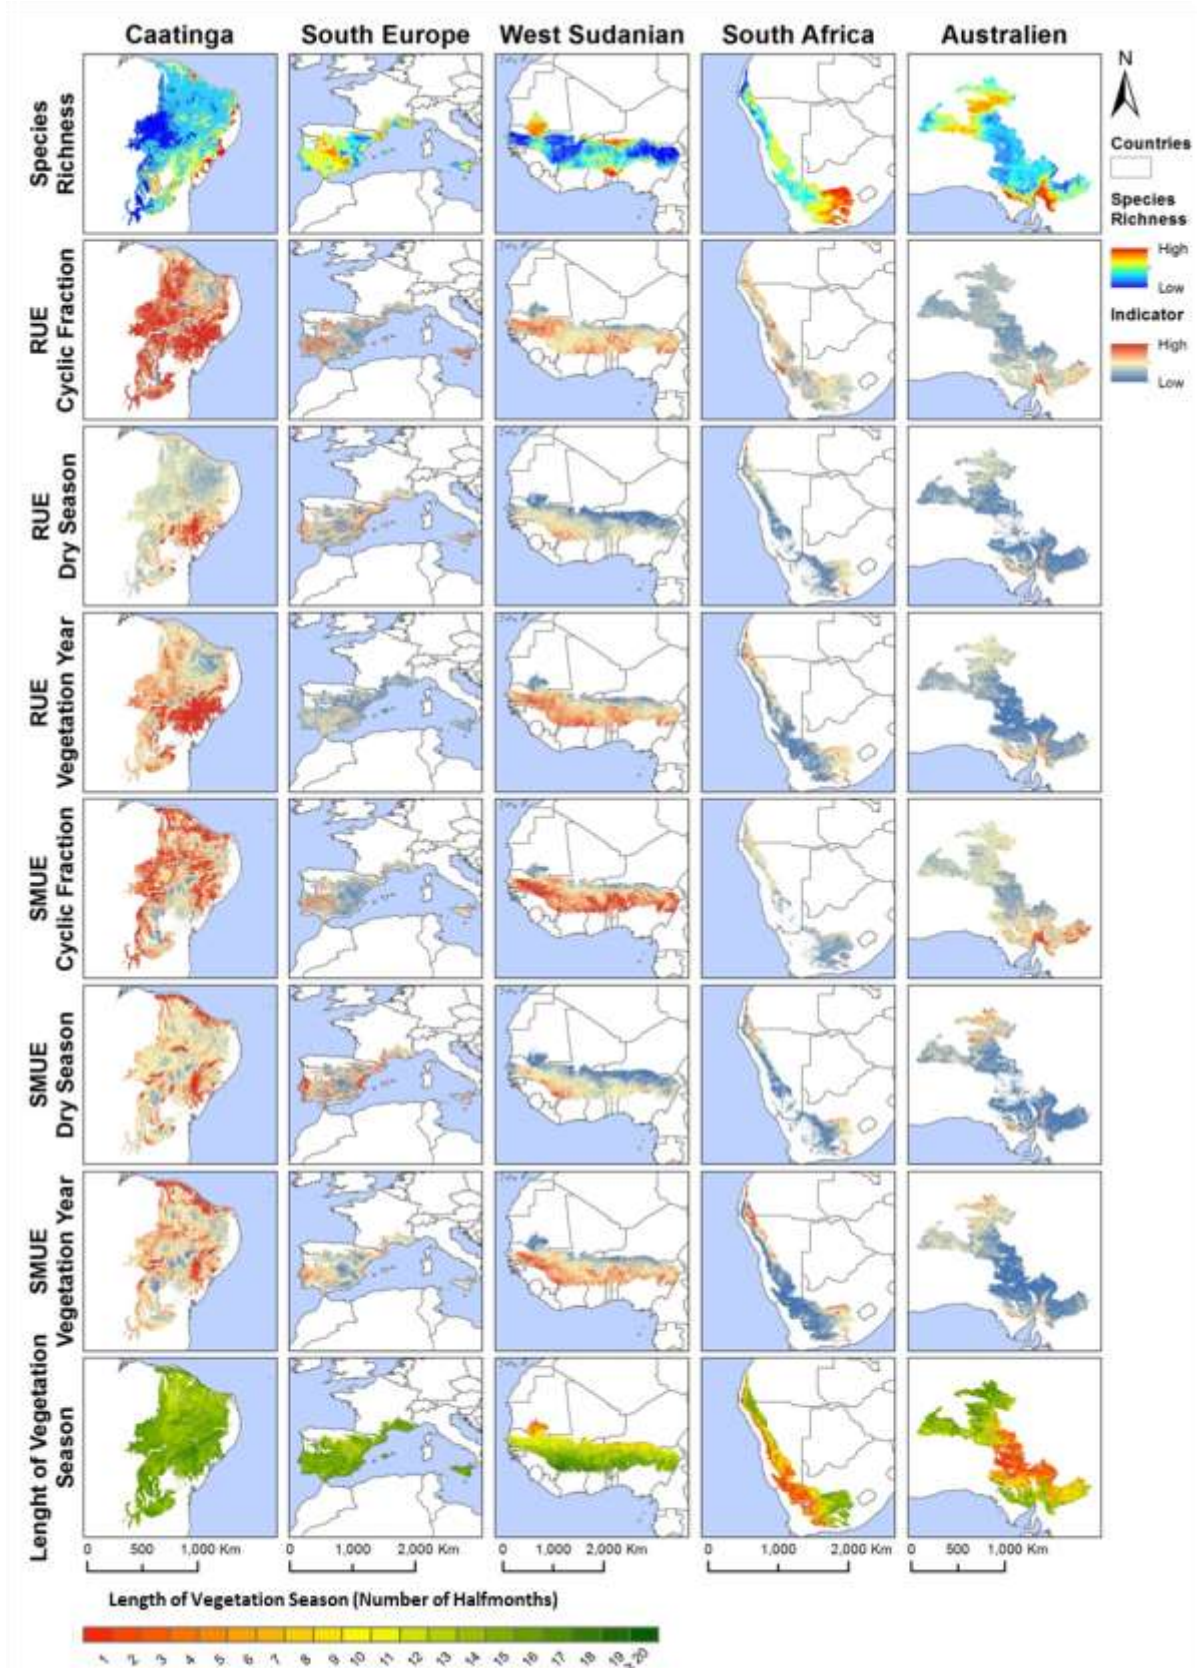 Caatinga South Europe West Sudanian South Africa Australien
Species
Richness
RUE
Cyclic Fraction
RUE
Dry Season
RUE
Vegetation Year
SMUE
Cyclic Fraction
SMUE
Dry Season
SMUE
Vegetation Year
Lenght of Vegetation
Season
N
Countries
Species
Richness
High
Low
Indicator
High
Low
0 500 1,000 Km 0 1,000 2,000 Km 0 1,000 2,000 Km 0 1,000 2,000 Km 0 500 1,000 Km
Length of Vegetation Season (Number of Halfmonths)
1 2 3 4 5 6 7 8 9 10 11 12 13 14 15 16 17 18 19 20